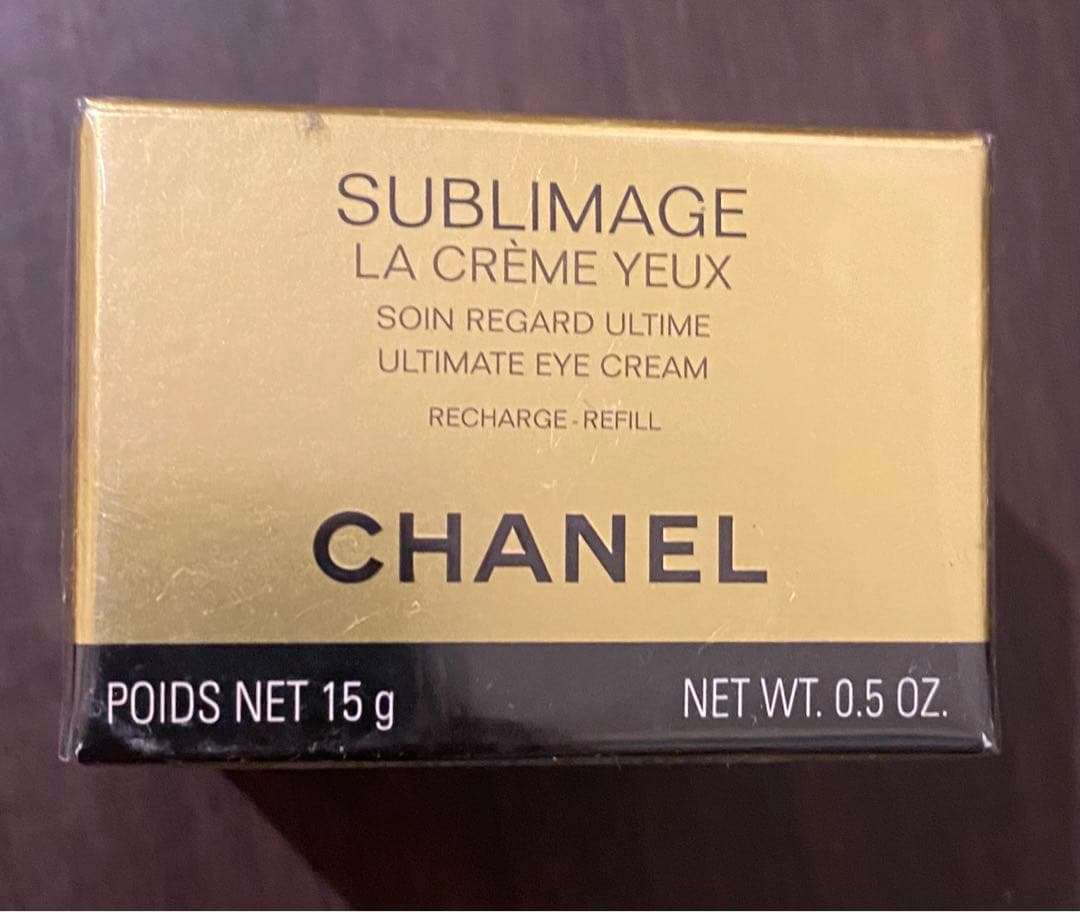 SUBLIMAGE
LA CRÈME YEUX
SOIN REGARD ULTIME
ULTIMATE EYE CREAM
RECHARGE - REFILL
CHANEL
POIDS NET 15 g
NET WT. 0.5 OZ.